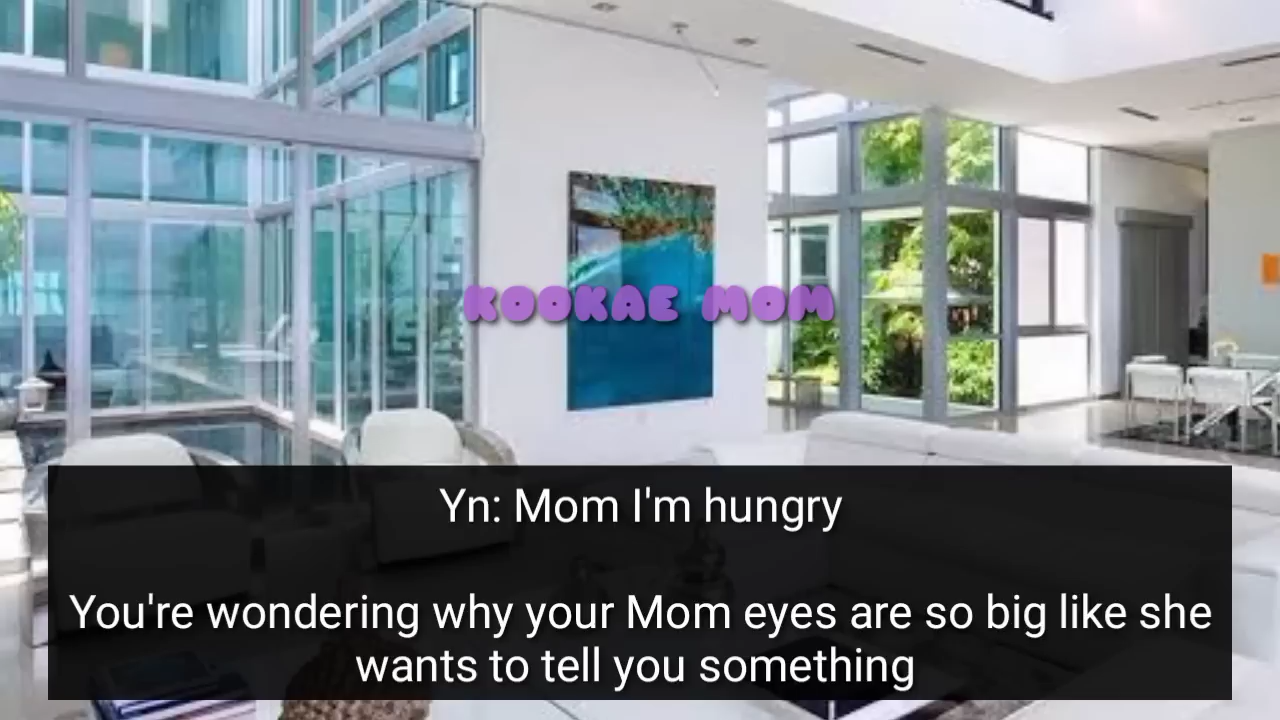 KOOKAE MOM
Yn: Mom I'm hungry
You're wondering why your Mom eyes are so big like she
wants to tell you something